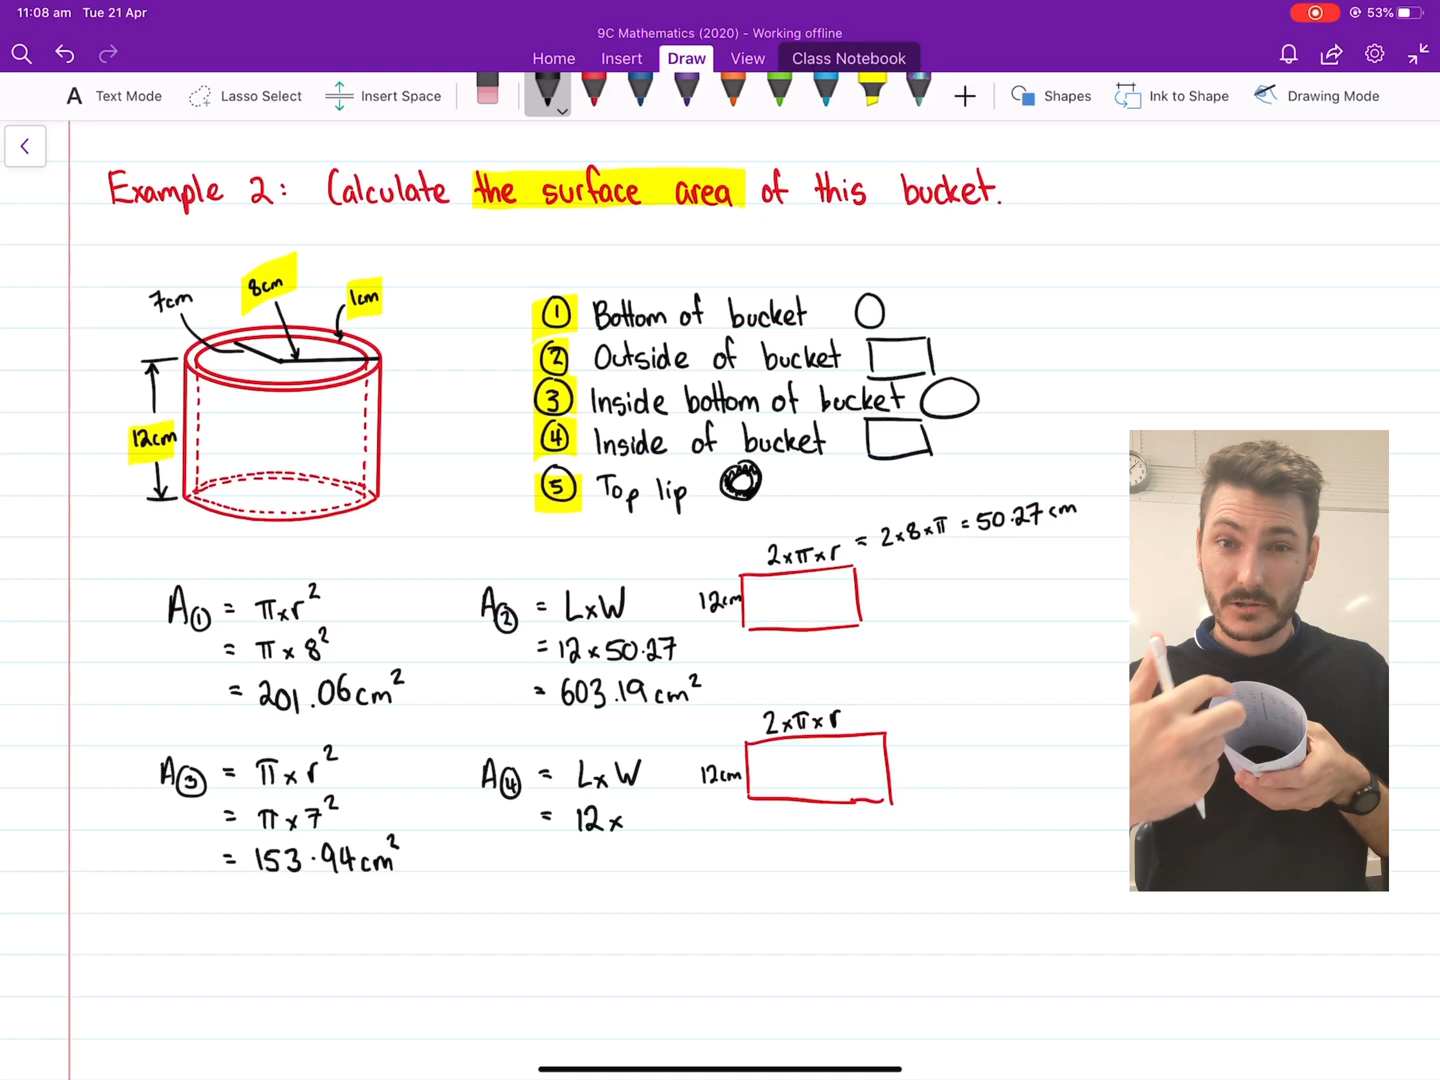 11:08 am Tue 21 Apr
53%
9C Mathematics (2020) - Working offline
Home Insert Draw View Class Notebook
Text Mode Lasso Select Insert Space Shapes Ink to Shape Drawing Mode
Example 2: Calculate the surface area of this bucket.
7cm
8cm
1cm
12cm
① Bottom of bucket
② Outside of bucket
③ Inside bottom of bucket
④ Inside of bucket
⑤ Top lip
A① = π×r²
= π × 8²
= 201.06cm²
A② = L×W
= 12 × 50.27
= 603.19cm²
2×π×r = 2×8×π = 50.27cm
12cm
A③ = π×r²
= π × 7²
= 153.94cm²
A④ = L×W
= 12×
2×π×r
12cm